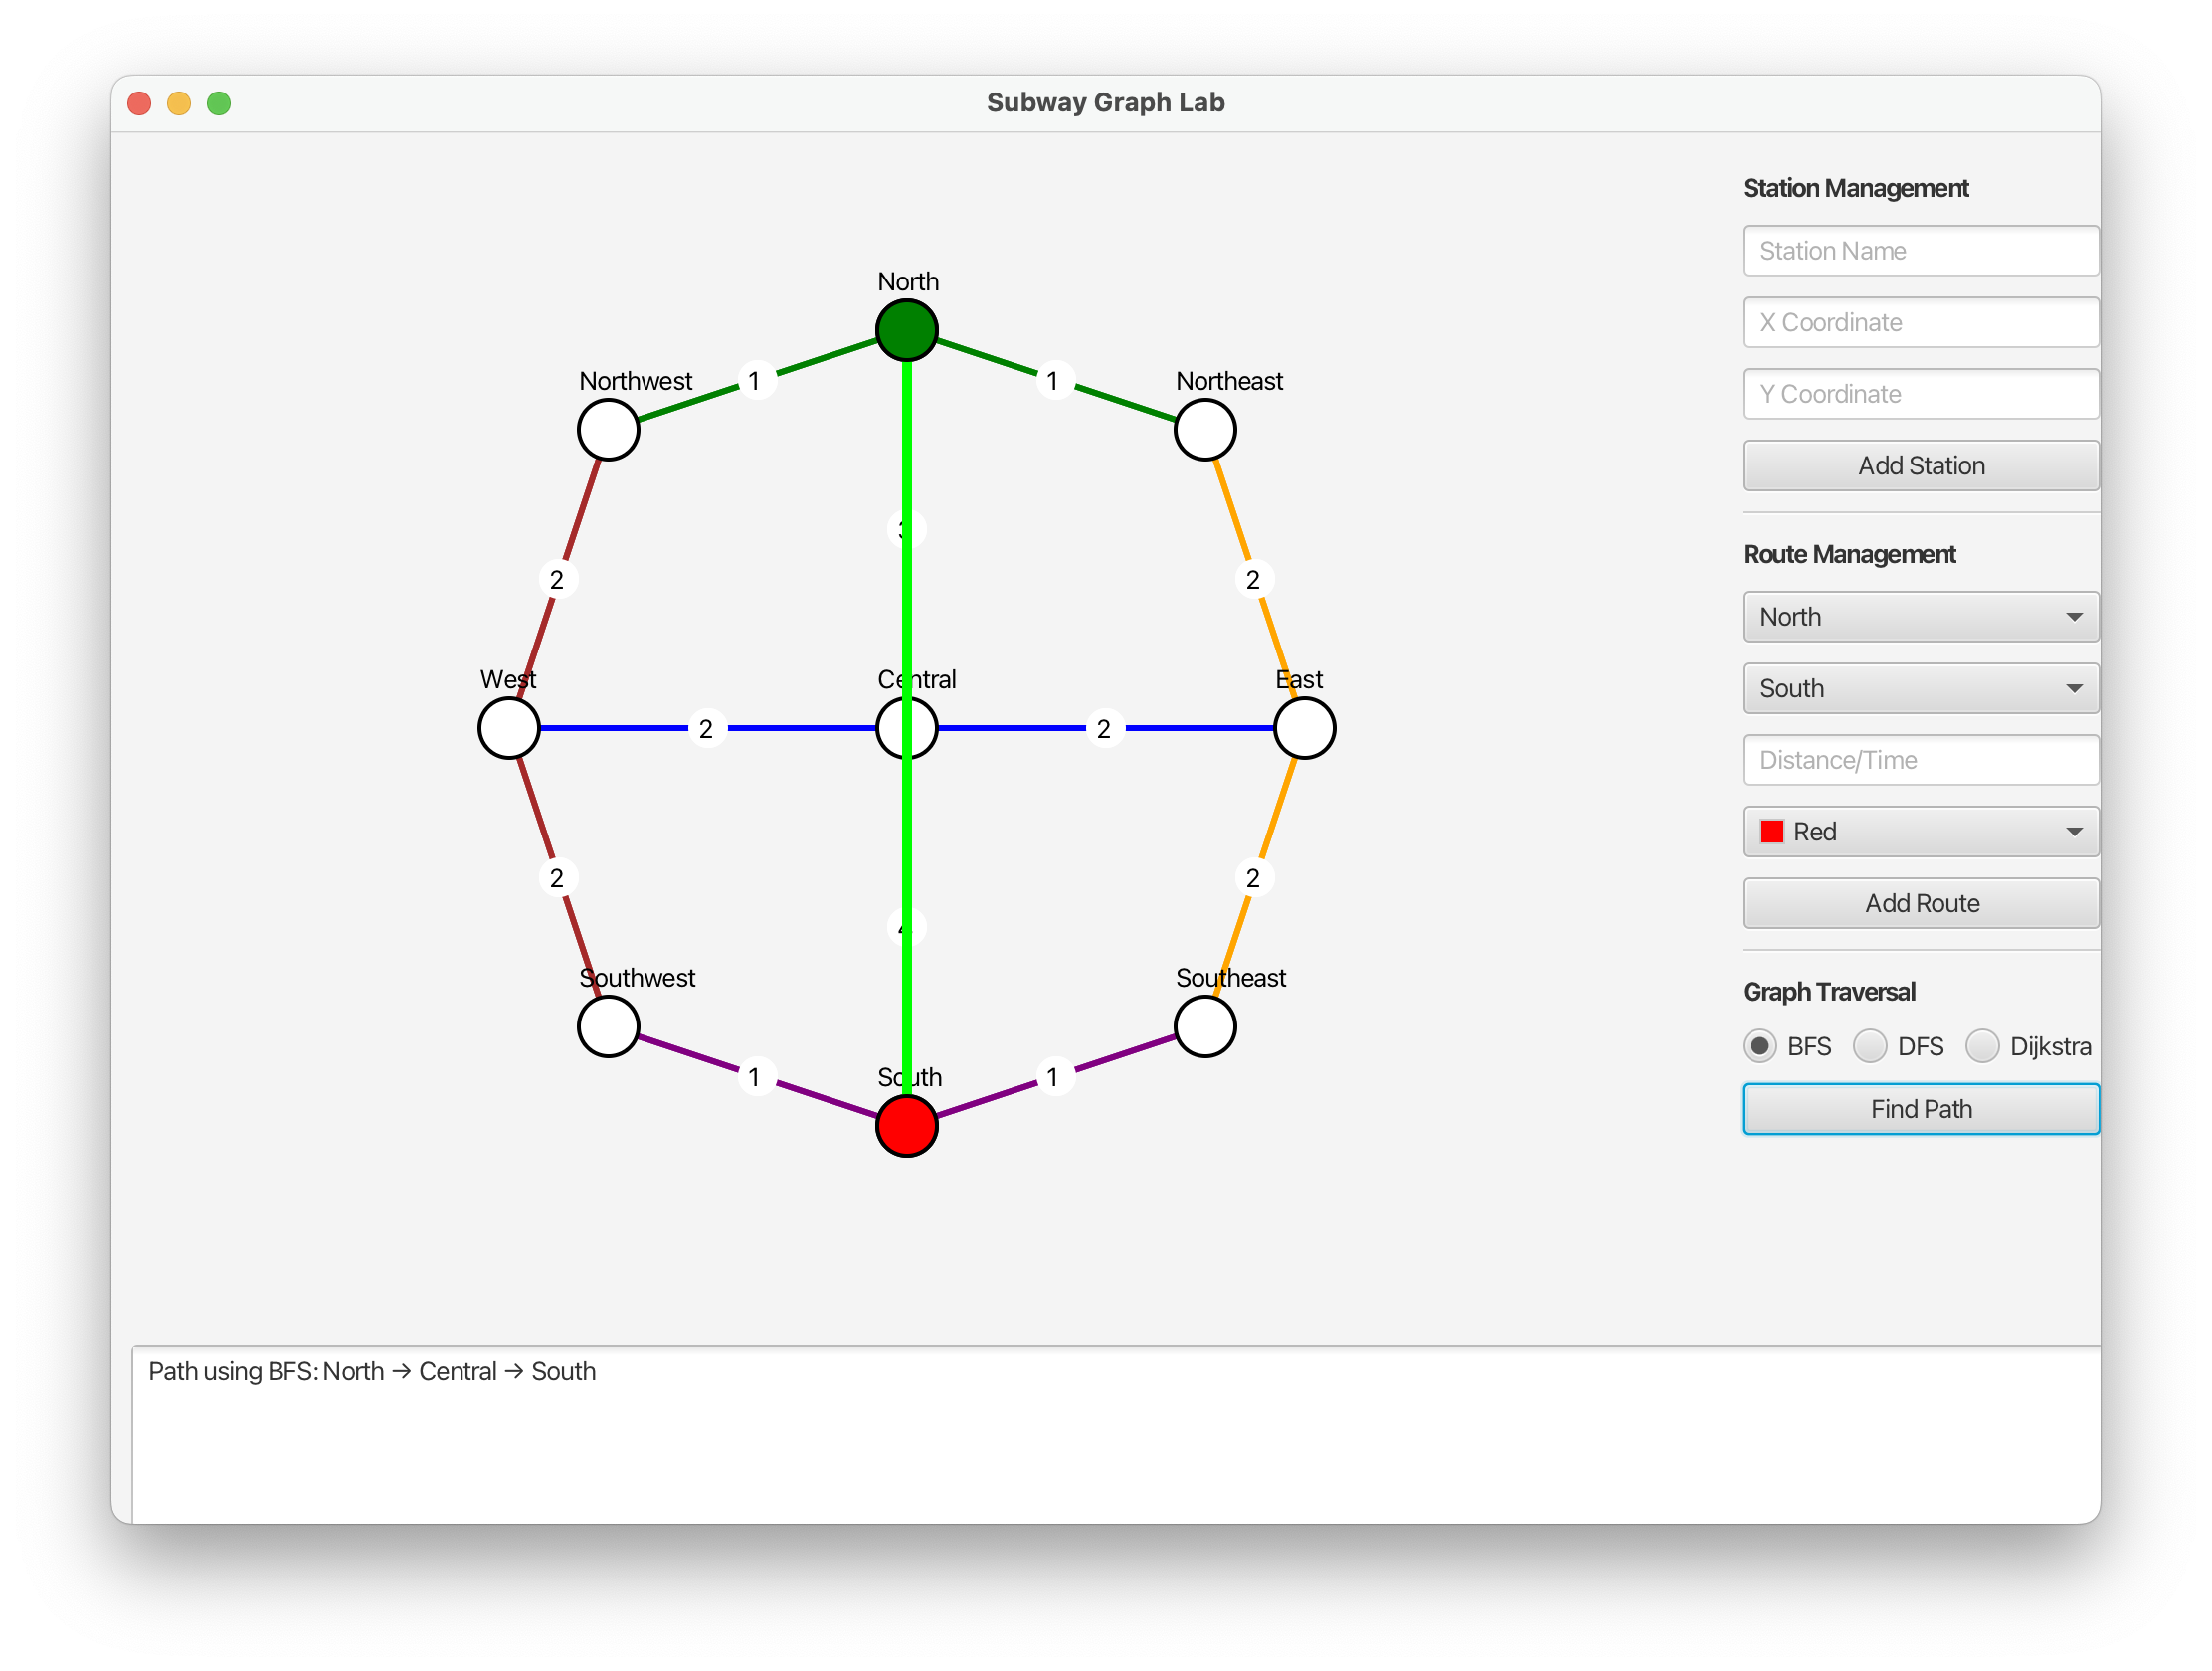 Subway Graph Lab
Station Management
Station Name
X Coordinate
Y Coordinate
Add Station
Route Management
North
South
Distance/Time
Red
Add Route
Graph Traversal
BFS DFS Dijkstra
Find Path
North
Northwest
1
1
Northeast
2
2
West
Central
East
2
2
2
2
Southwest
Southeast
1
South
1
Path using BFS: North → Central → South